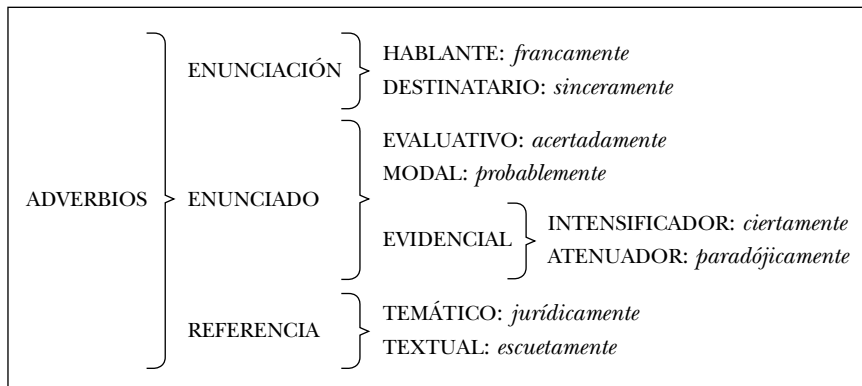 ADVERBIOS
ENUNCIACIÓN
HABLANTE: francamente
DESTINATARIO: sinceramente
ENUNCIADO
EVALUATIVO: acertadamente
MODAL: probablemente
EVIDENCIAL
INTENSIFICADOR: ciertamente
ATENUADOR: paradójicamente
REFERENCIA
TEMÁTICO: jurídicamente
TEXTUAL: escuetamente